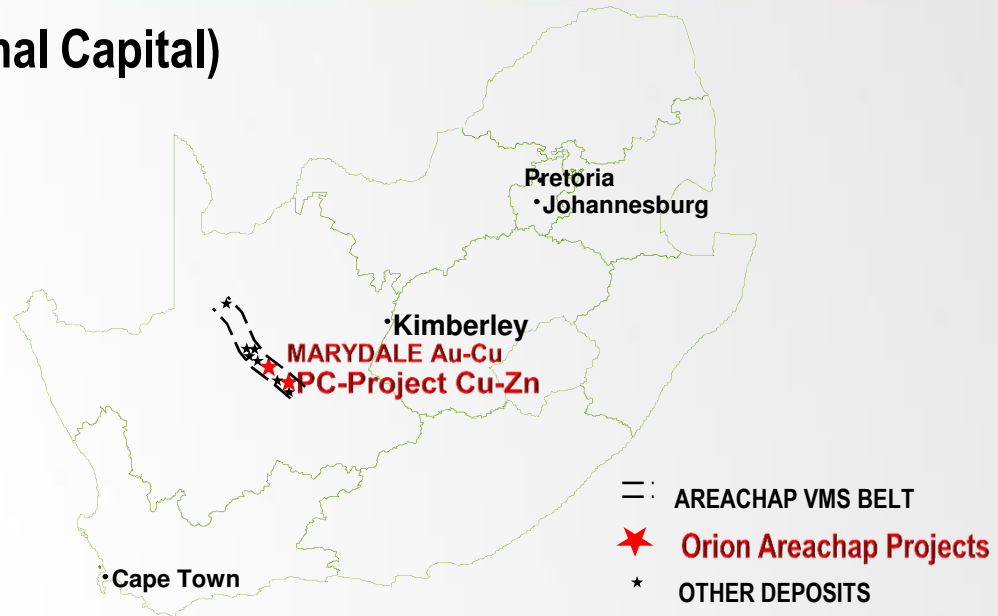 nal Capital)
Pretoria
Johannesburg
Kimberley
MARYDALE Au-Cu
PC-Project Cu-Zn
Cape Town
AREACHAP VMS BELT
Orion Areachap Projects
OTHER DEPOSITS